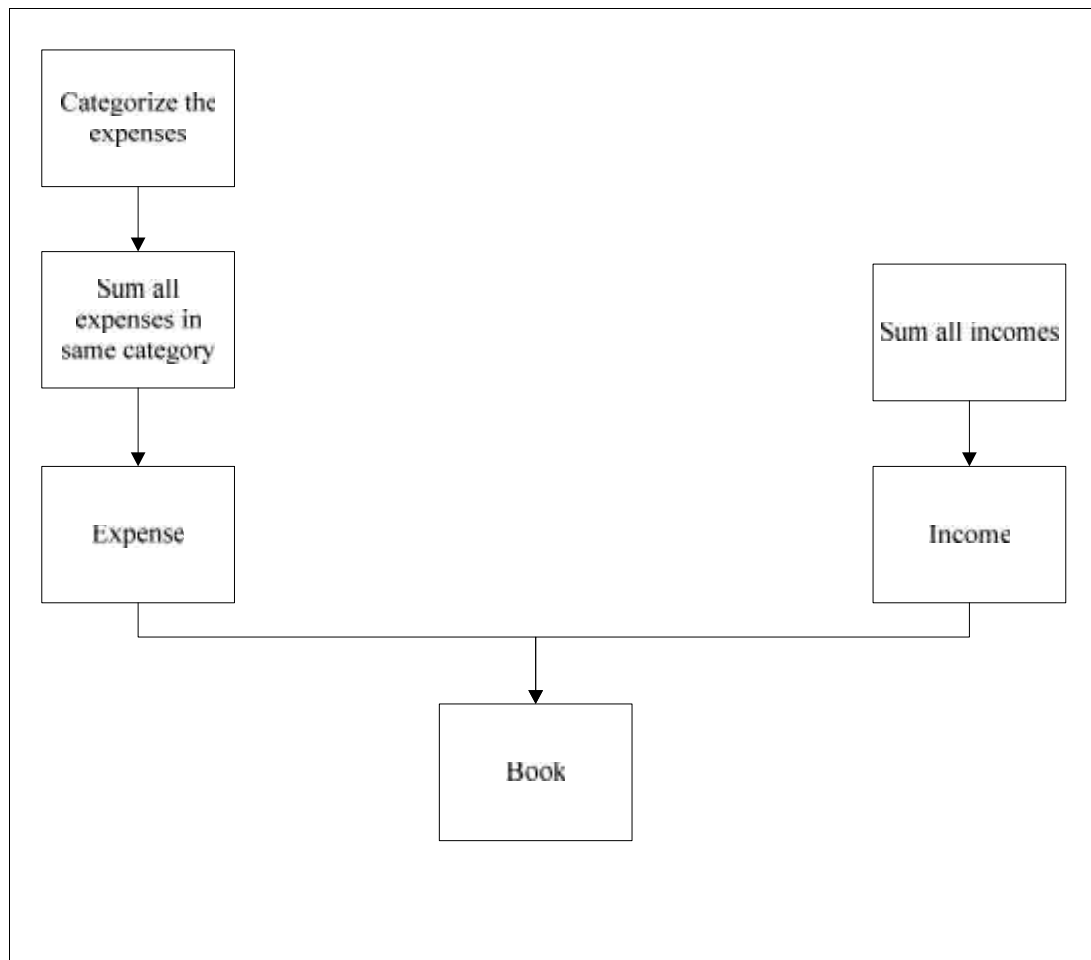 Categorize the
expenses
Sum all
expenses in
same category
Sum all incomes
Expense
Income
Book